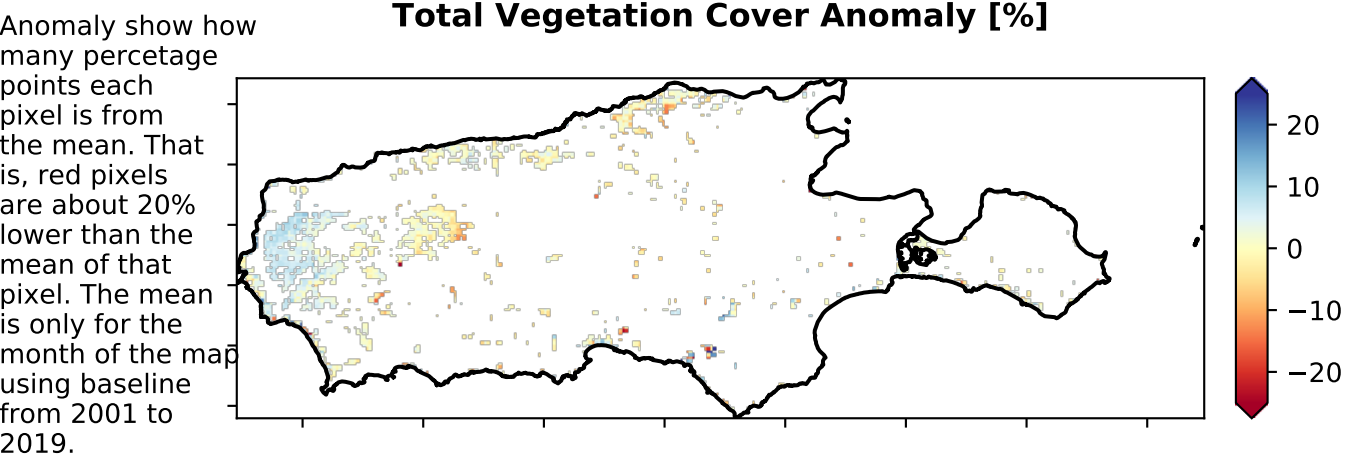 Total Vegetation Cover Anomaly [%]
Anomaly show how
many percetage
points each
pixel is from
the mean. That
is, red pixels
are about 20%
lower than the
mean of that
pixel. The mean
is only for the
month of the map
using baseline
from 2001 to
2019.
20
10
0
−10
−20